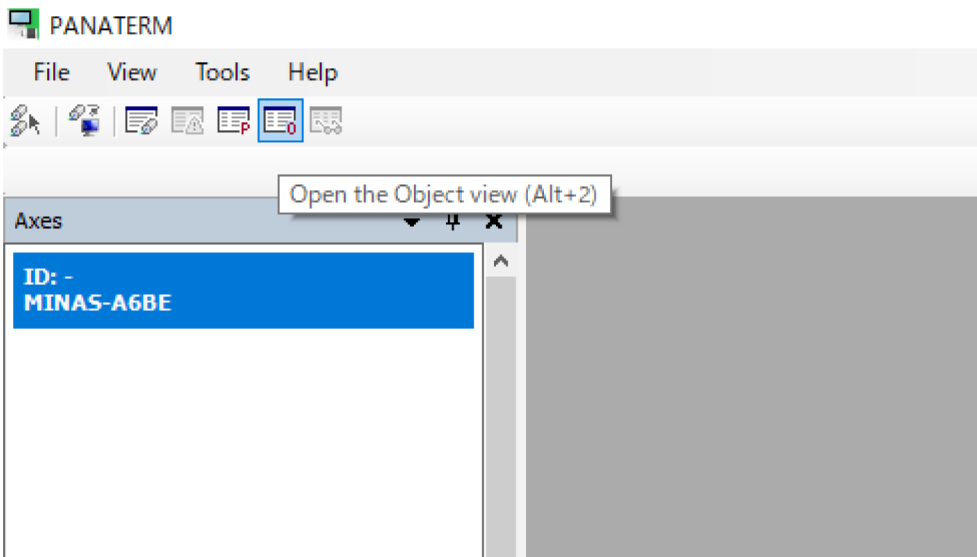 PANATERM
File View Tools Help
Open the Object view (Alt+2)
Axes
ID: -
MINAS-A6BE